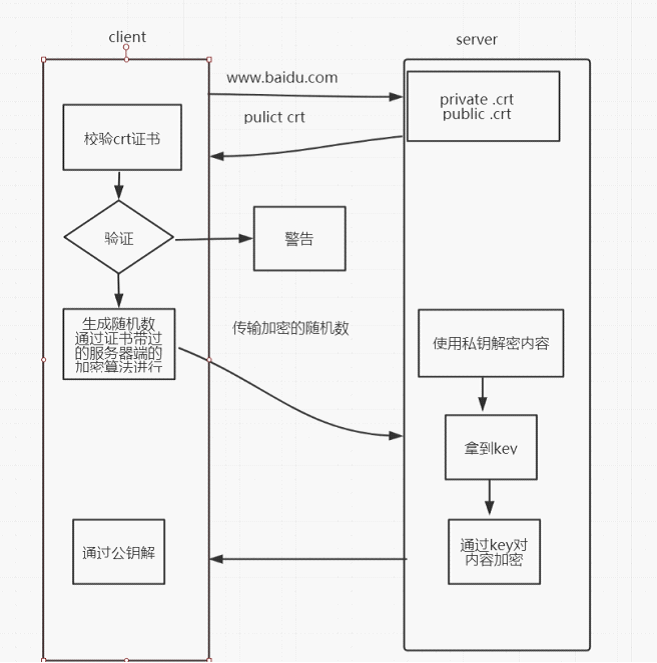 client
server
www.baidu.com
private .crt
public .crt
pulict crt
校验crt证书
验证
警告
生成随机数
通过证书带过
的服务器端的
加密算法进行
传输加密的随机数
使用私钥解密内容
拿到key
通过key对
内容加密
通过公钥解